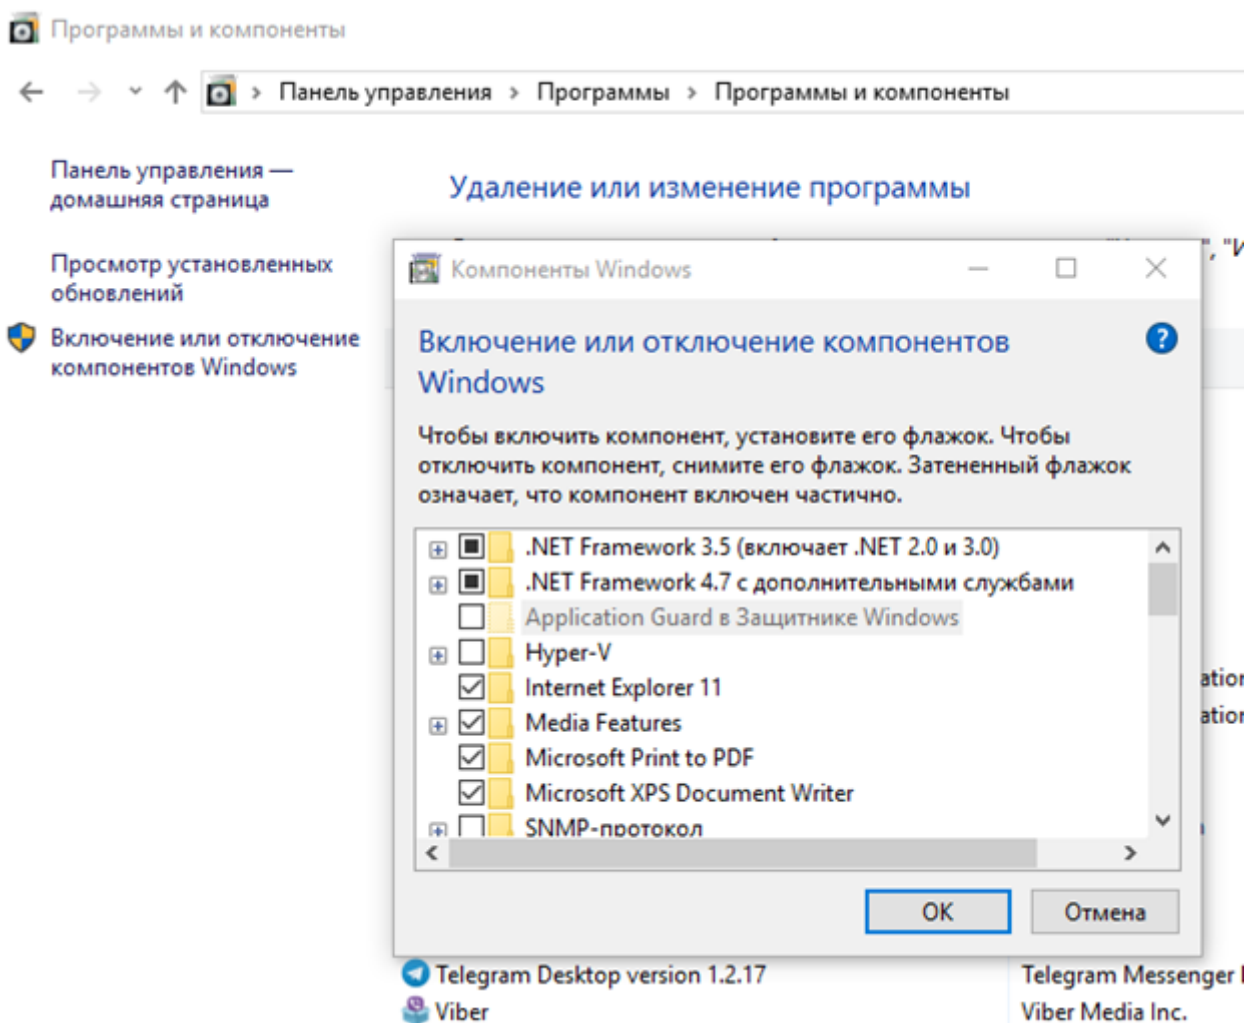 Программы и компоненты
Панель управления > Программы > Программы и компоненты
Панель управления —
домашняя страница
Удаление или изменение программы
Просмотр установленных
обновлений
Включение или отключение
компонентов Windows
Компоненты Windows
Включение или отключение компонентов
Windows
Чтобы включить компонент, установите его флажок. Чтобы
отключить компонент, снимите его флажок. Затененный флажок
означает, что компонент включен частично.
.NET Framework 3.5 (включает .NET 2.0 и 3.0)
.NET Framework 4.7 с дополнительными службами
Application Guard в Защитнике Windows
Hyper-V
Internet Explorer 11
Media Features
Microsoft Print to PDF
Microsoft XPS Document Writer
SNMP-протокол
OK
Отмена
Telegram Desktop version 1.2.17
Telegram Messenger
Viber
Viber Media Inc.